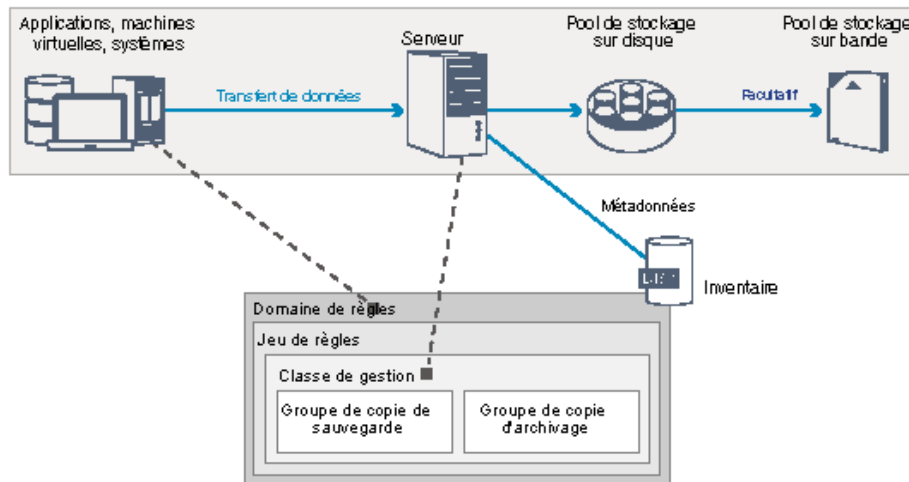 Applications, machines
virtuelles, systèmes
Serveur
Pool de stockage
sur disque
Pool de stockage
sur bande
Transfert de données
Facultatif
Métadonnées
Inventaire
Domaine de règles
Jeu de règles
Classe de gestion
Groupe de copie de
sauvegarde
Groupe de copie
d'archivage